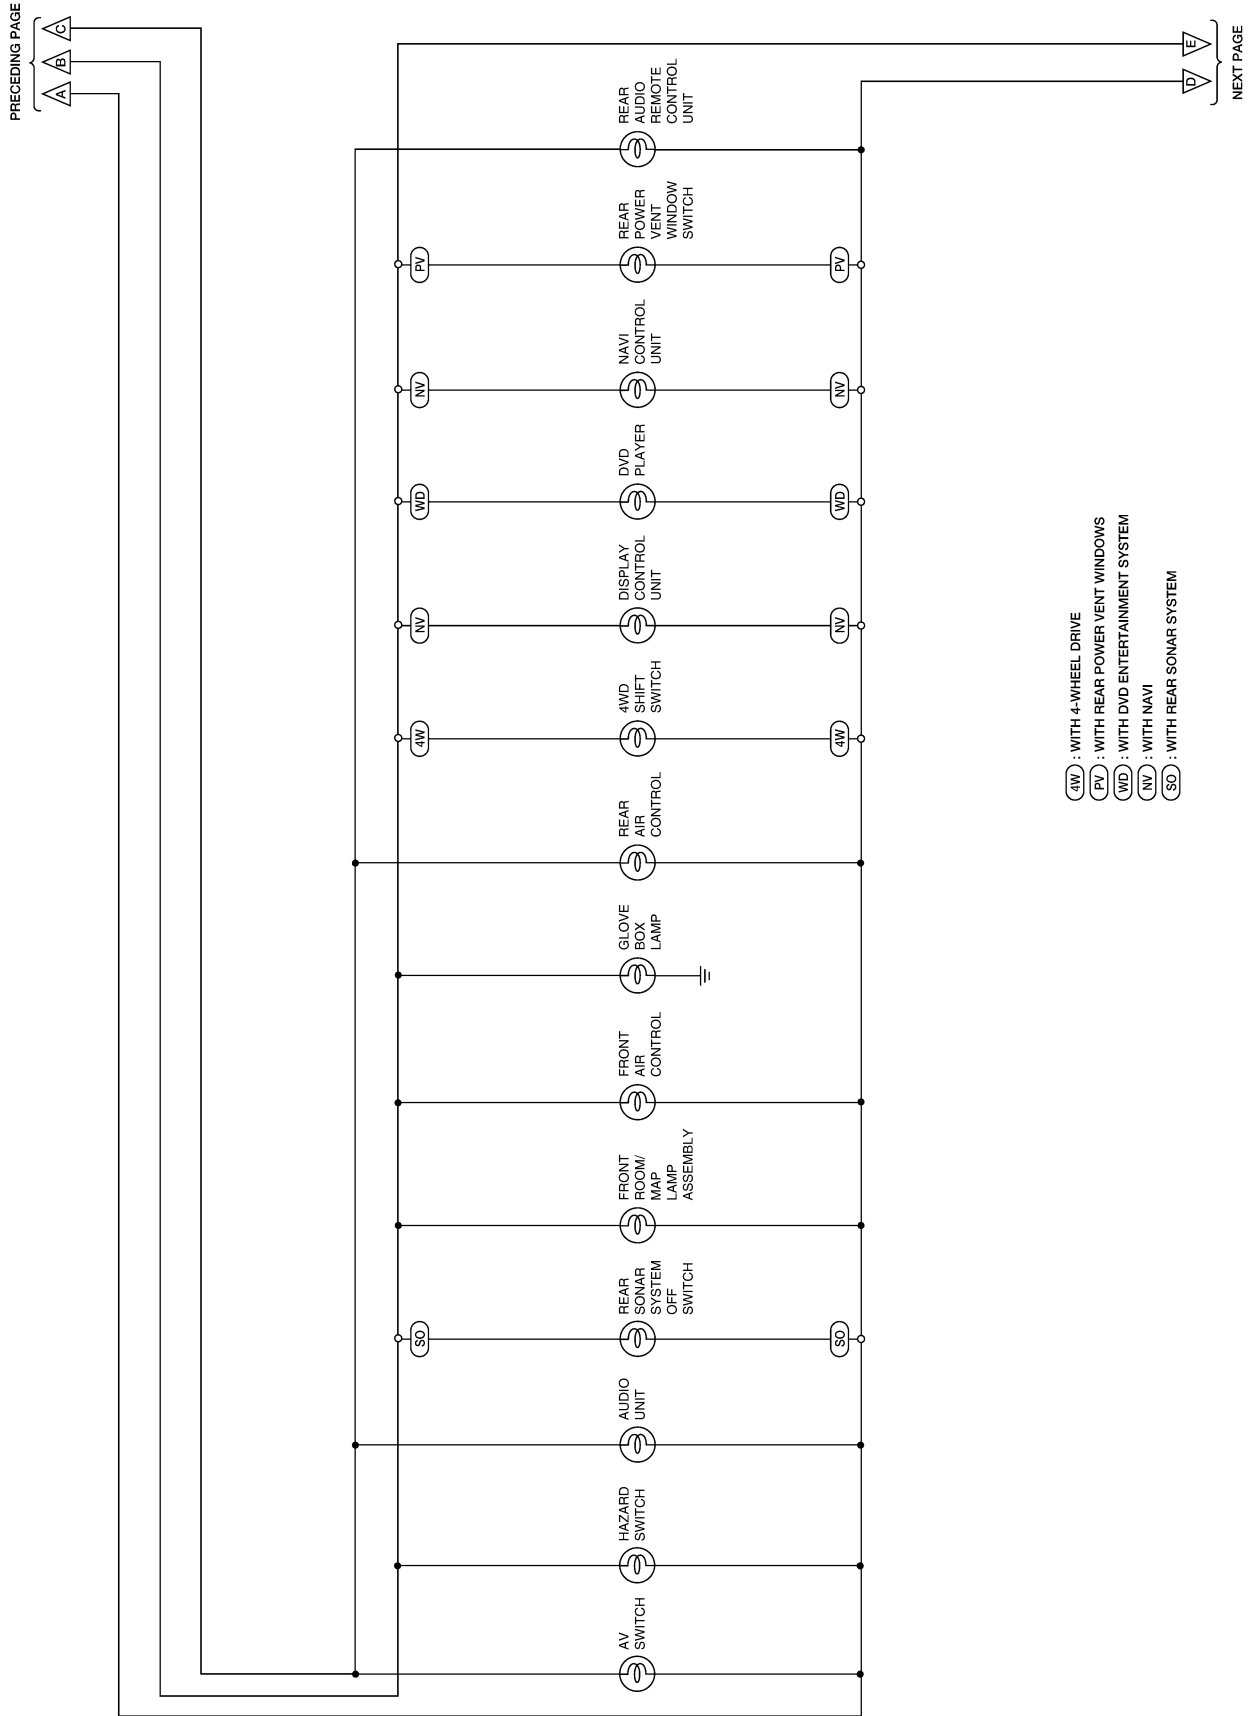 PRECEDING PAGE
A
B
C
AV
SWITCH
HAZARD
SWITCH
AUDIO
UNIT
SO
REAR
SONAR
SYSTEM
OFF
SWITCH
SO
FRONT
ROOM/
MAP
LAMP
ASSEMBLY
FRONT
AIR
CONTROL
GLOVE
BOX
LAMP
REAR
AIR
CONTROL
4W
4WD
SHIFT
SWITCH
4W
NV
DISPLAY
CONTROL
UNIT
NV
WD
DVD
PLAYER
WD
NV
NAVI
CONTROL
UNIT
NV
PV
REAR
POWER
VENT
WINDOW
SWITCH
PV
REAR
AUDIO
REMOTE
CONTROL
UNIT
E
D
NEXT PAGE
4W : WITH 4-WHEEL DRIVE
PV : WITH REAR POWER VENT WINDOWS
WD : WITH DVD ENTERTAINMENT SYSTEM
NV : WITH NAVI
SO : WITH REAR SONAR SYSTEM